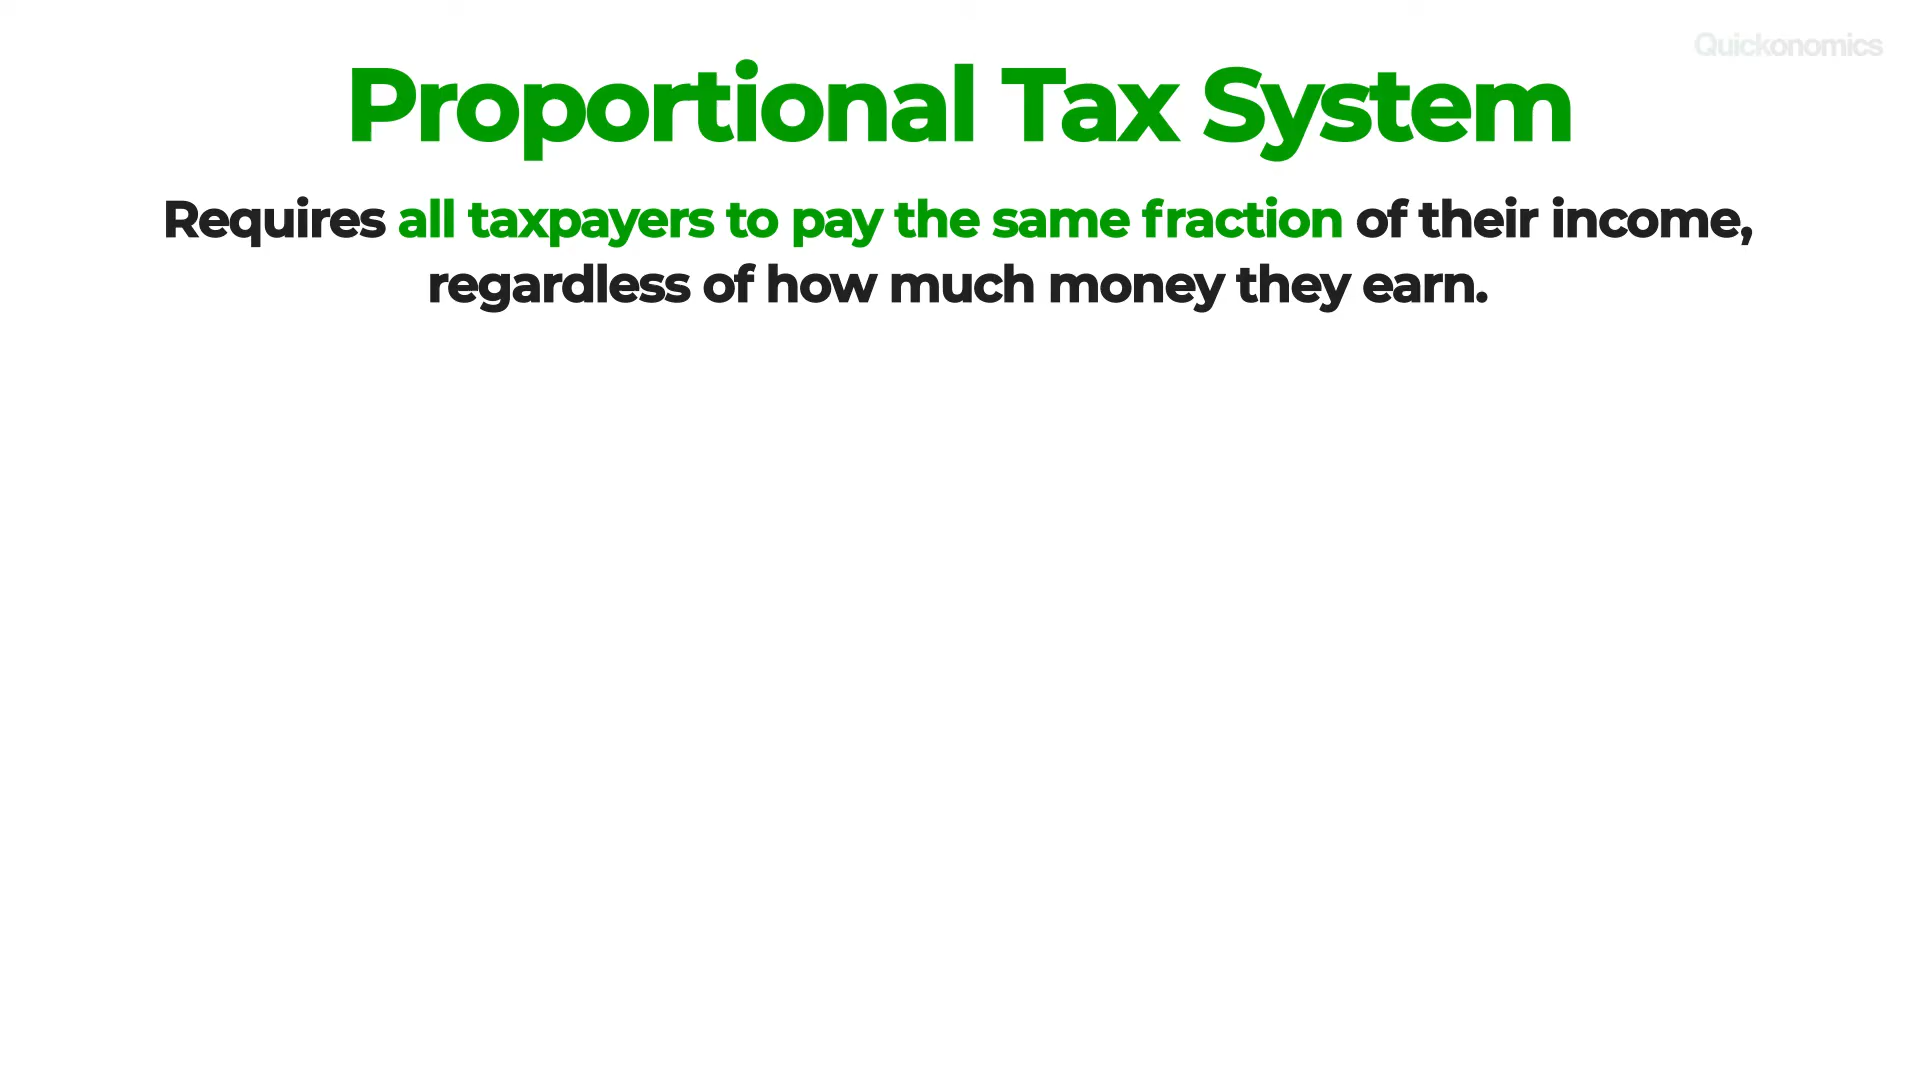 Quickonomics
Proportional Tax System
Requires all taxpayers to pay the same fraction of their income,
regardless of how much money they earn.